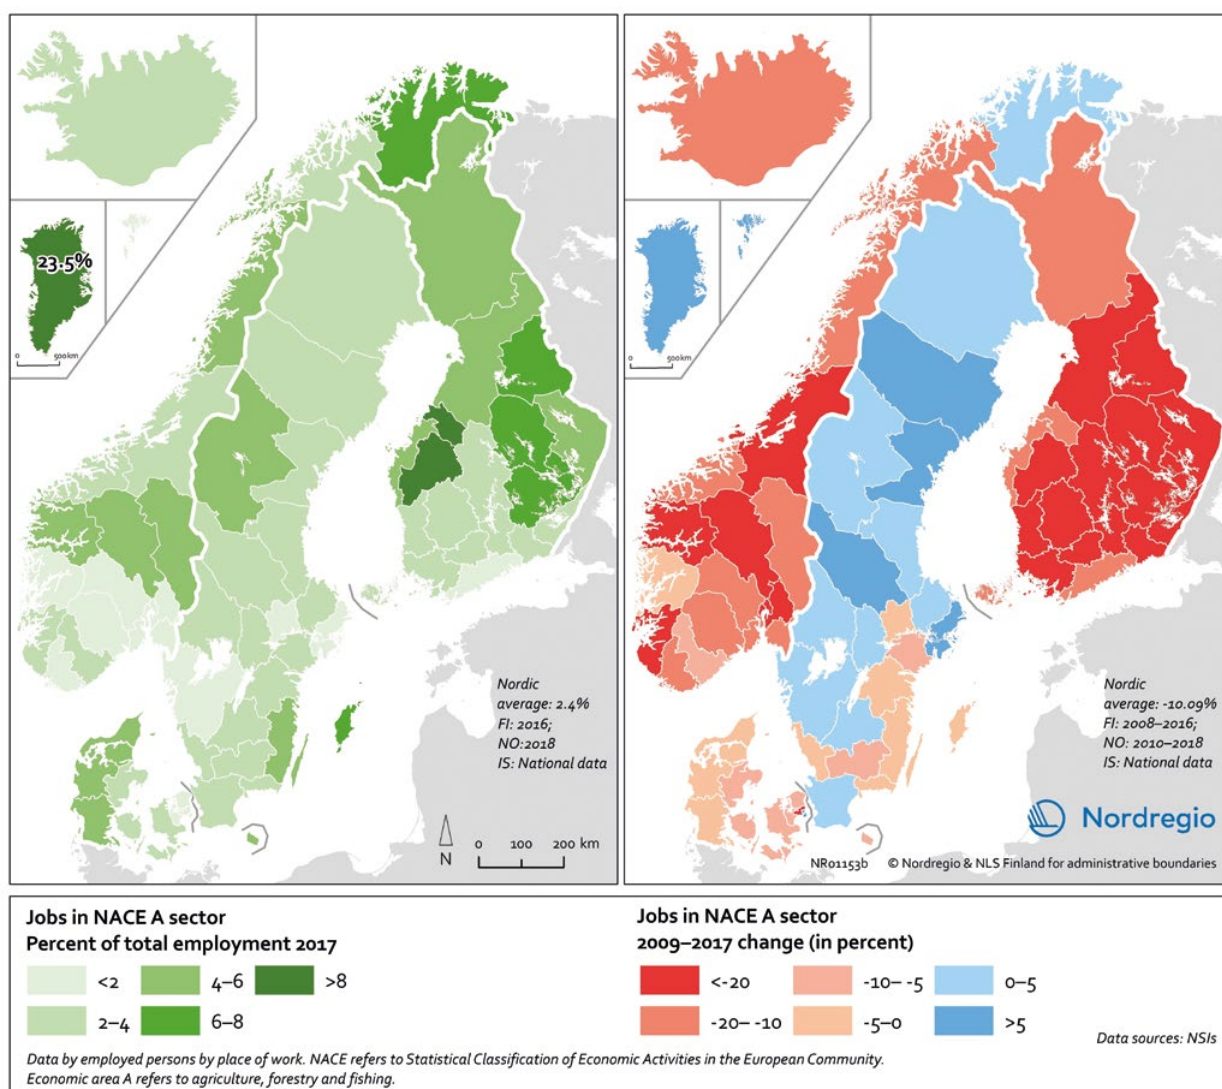 23.5%
0 500km
0 500km
Nordic
average: 2.4%
FI: 2016;
NO:2018
IS: National data
N
0 100 200 km
Nordic
average: -10.09%
FI: 2008–2016;
NO: 2010–2018
IS: National data
Nordregio
NR01153b © Nordregio & NLS Finland for administrative boundaries
Jobs in NACE A sector
Percent of total employment 2017
<2 4–6 >8
2–4 6–8
Jobs in NACE A sector
2009–2017 change (in percent)
<-20 -10– -5 0–5
-20– -10 -5–0 >5
Data sources: NSIs
Data by employed persons by place of work. NACE refers to Statistical Classification of Economic Activities in the European Community.
Economic area A refers to agriculture, forestry and fishing.